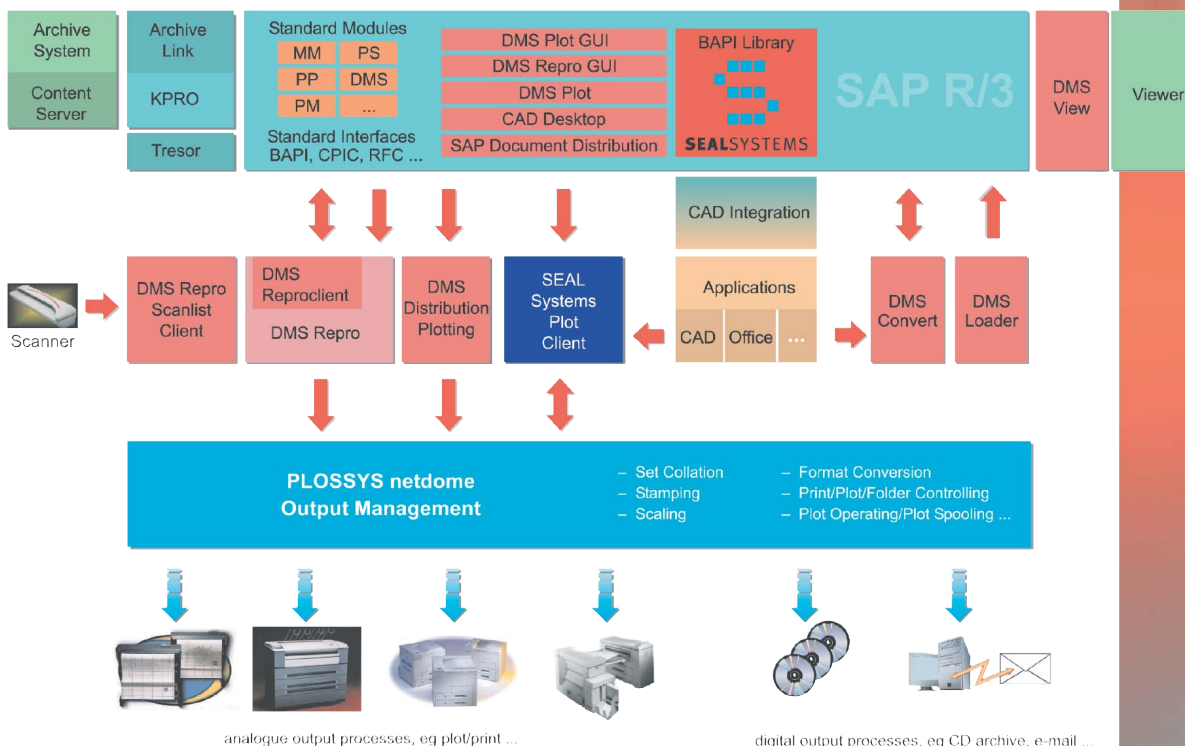 Archive
System
Content
Server
Archive
Link
KPRO
Tresor
Standard Modules
MM
PS
PP
DMS
PM
...
Standard Interfaces
BAPI, CPIC, RFC ...
DMS Plot GUI
DMS Repro GUI
DMS Plot
CAD Desktop
SAP Document Distribution
BAPI Library
SEALSYSTEMS
SAP R/3
DMS
View
Viewer
CAD Integration
Scanner
DMS Repro
Scanlist
Client
DMS
Reproclient
DMS Repro
DMS
Distribution
Plotting
SEAL
Systems
Plot
Client
Applications
CAD
Office
...
DMS
Convert
DMS
Loader
PLOSSYS netdome
Output Management
– Set Collation
– Stamping
– Scaling
– Format Conversion
– Print/Plot/Folder Controlling
– Plot Operating/Plot Spooling ...
analogue output processes, eg plot/print ...
digital output processes, eg CD archive, e-mail ...